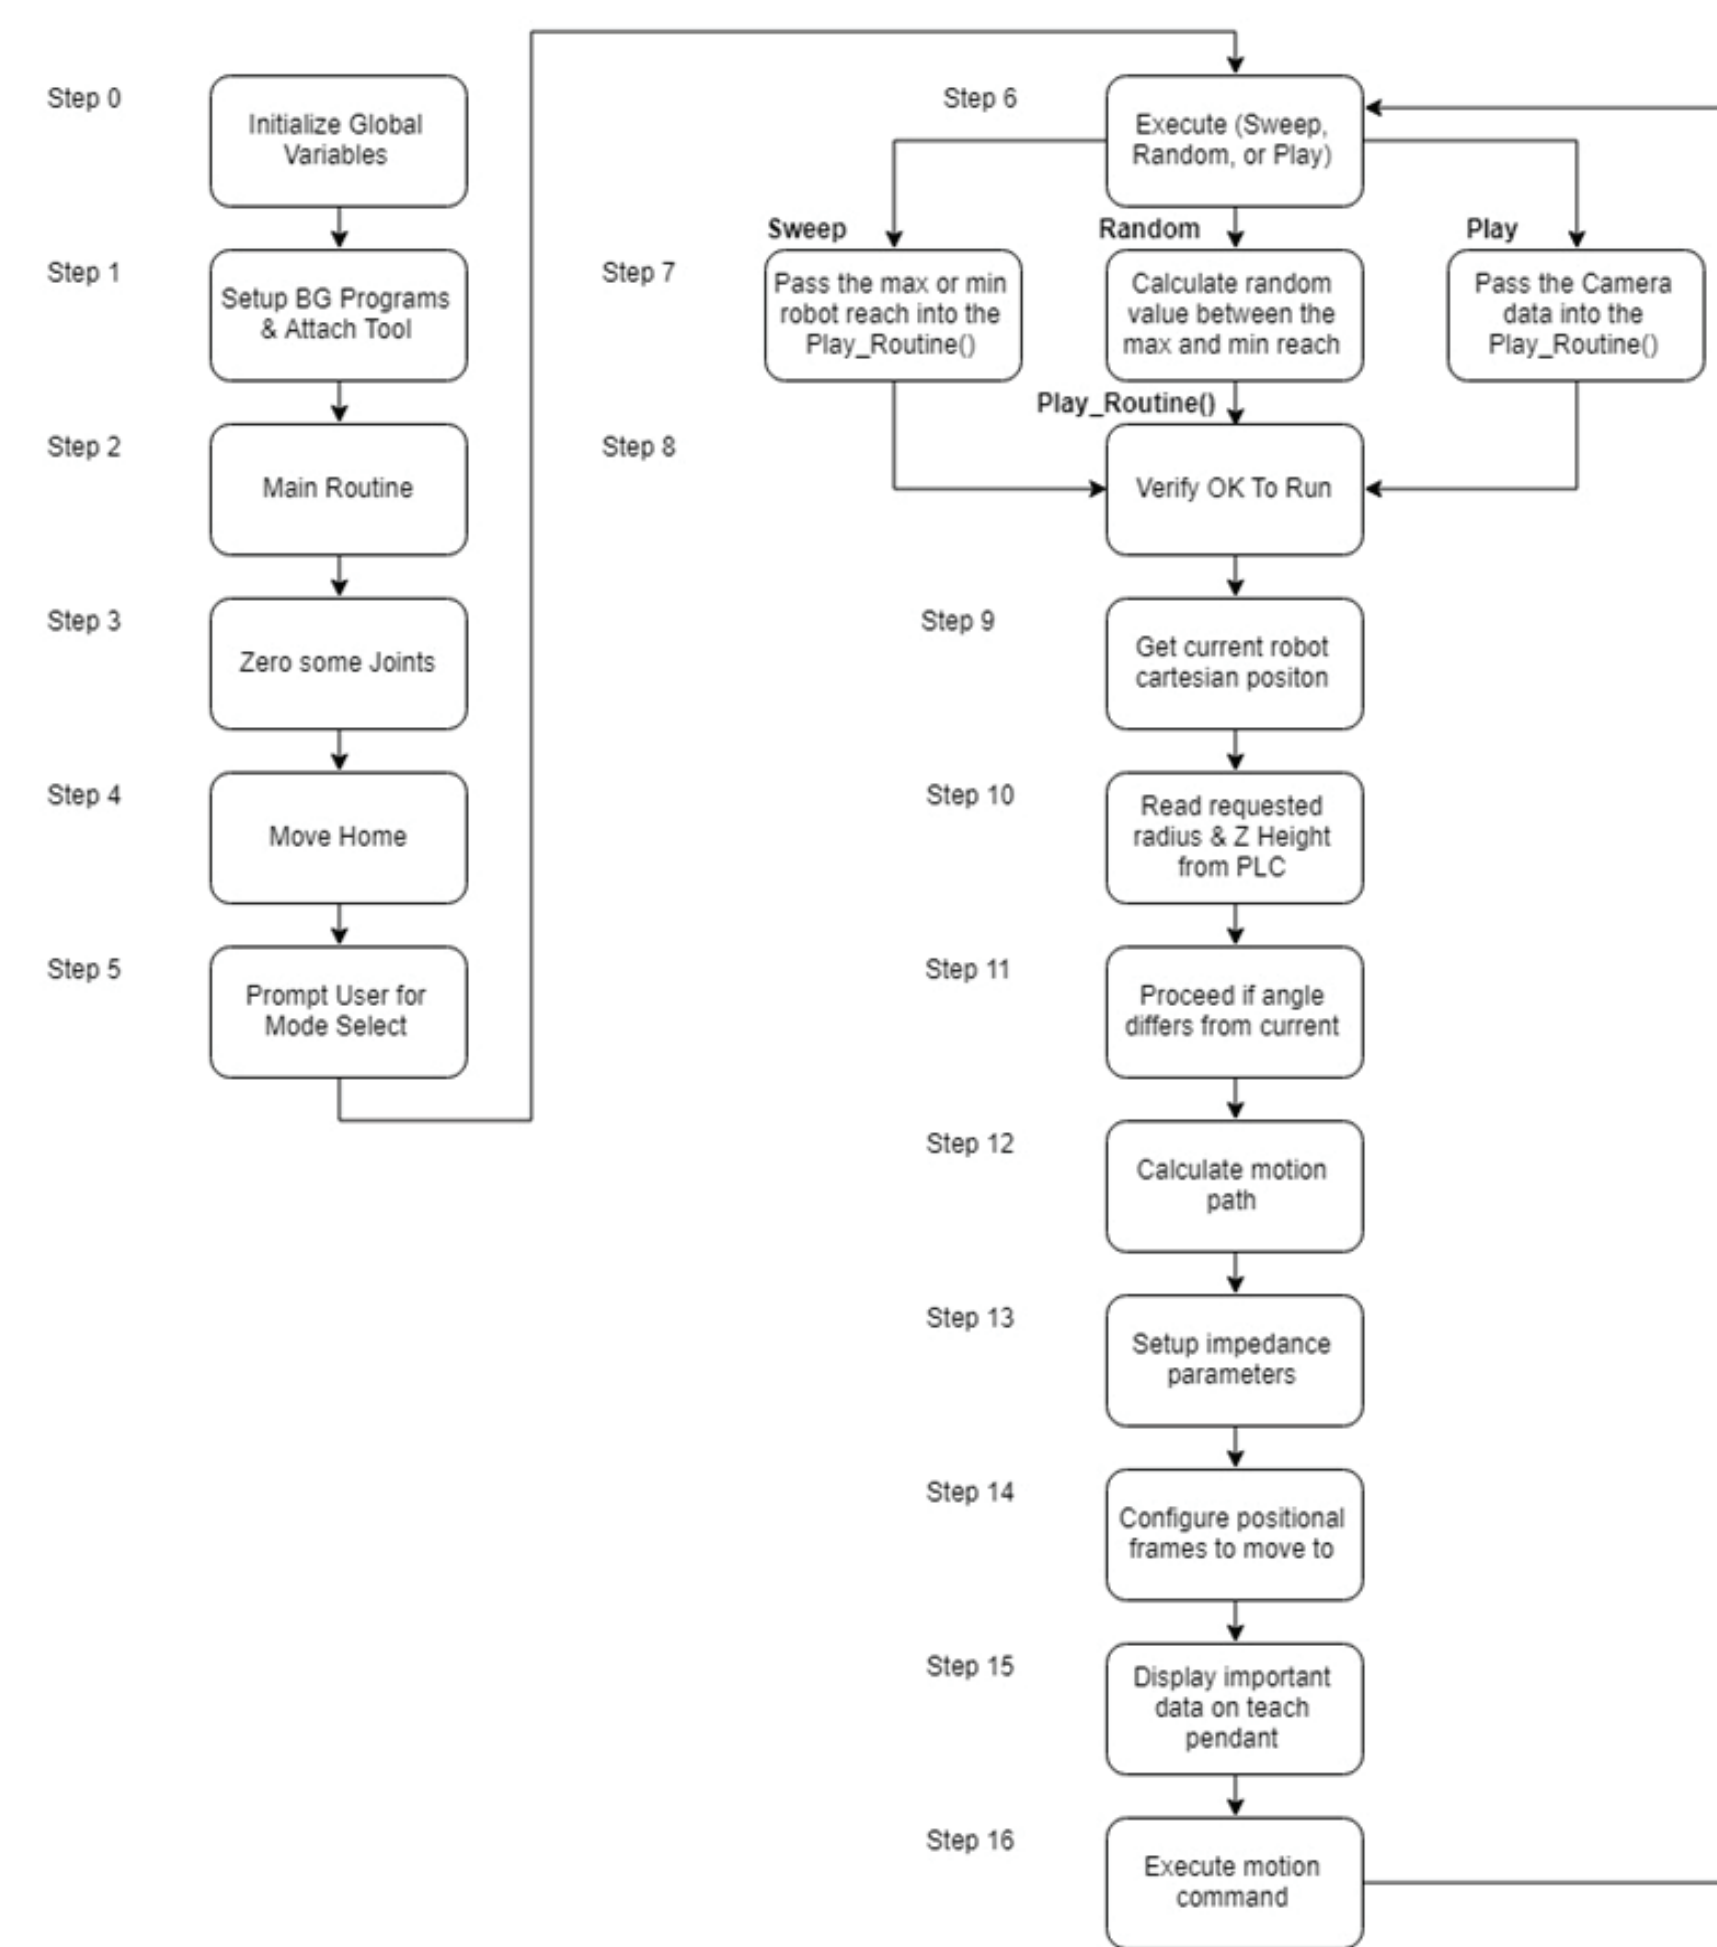 Step 0
Initialize Global
Variables
Step 1
Setup BG Programs
& Attach Tool
Step 2
Main Routine
Step 3
Zero some Joints
Step 4
Move Home
Step 5
Prompt User for
Mode Select
Step 6
Execute (Sweep,
Random, or Play)
Sweep
Random
Play
Step 7
Pass the max or min
robot reach into the
Play_Routine()
Calculate random
value between the
max and min reach
Pass the Camera
data into the
Play_Routine()
Play_Routine()
Step 8
Verify OK To Run
Step 9
Get current robot
cartesian positon
Step 10
Read requested
radius & Z Height
from PLC
Step 11
Proceed if angle
differs from current
Step 12
Calculate motion
path
Step 13
Setup impedance
parameters
Step 14
Configure positional
frames to move to
Step 15
Display important
data on teach
pendant
Step 16
Execute motion
command